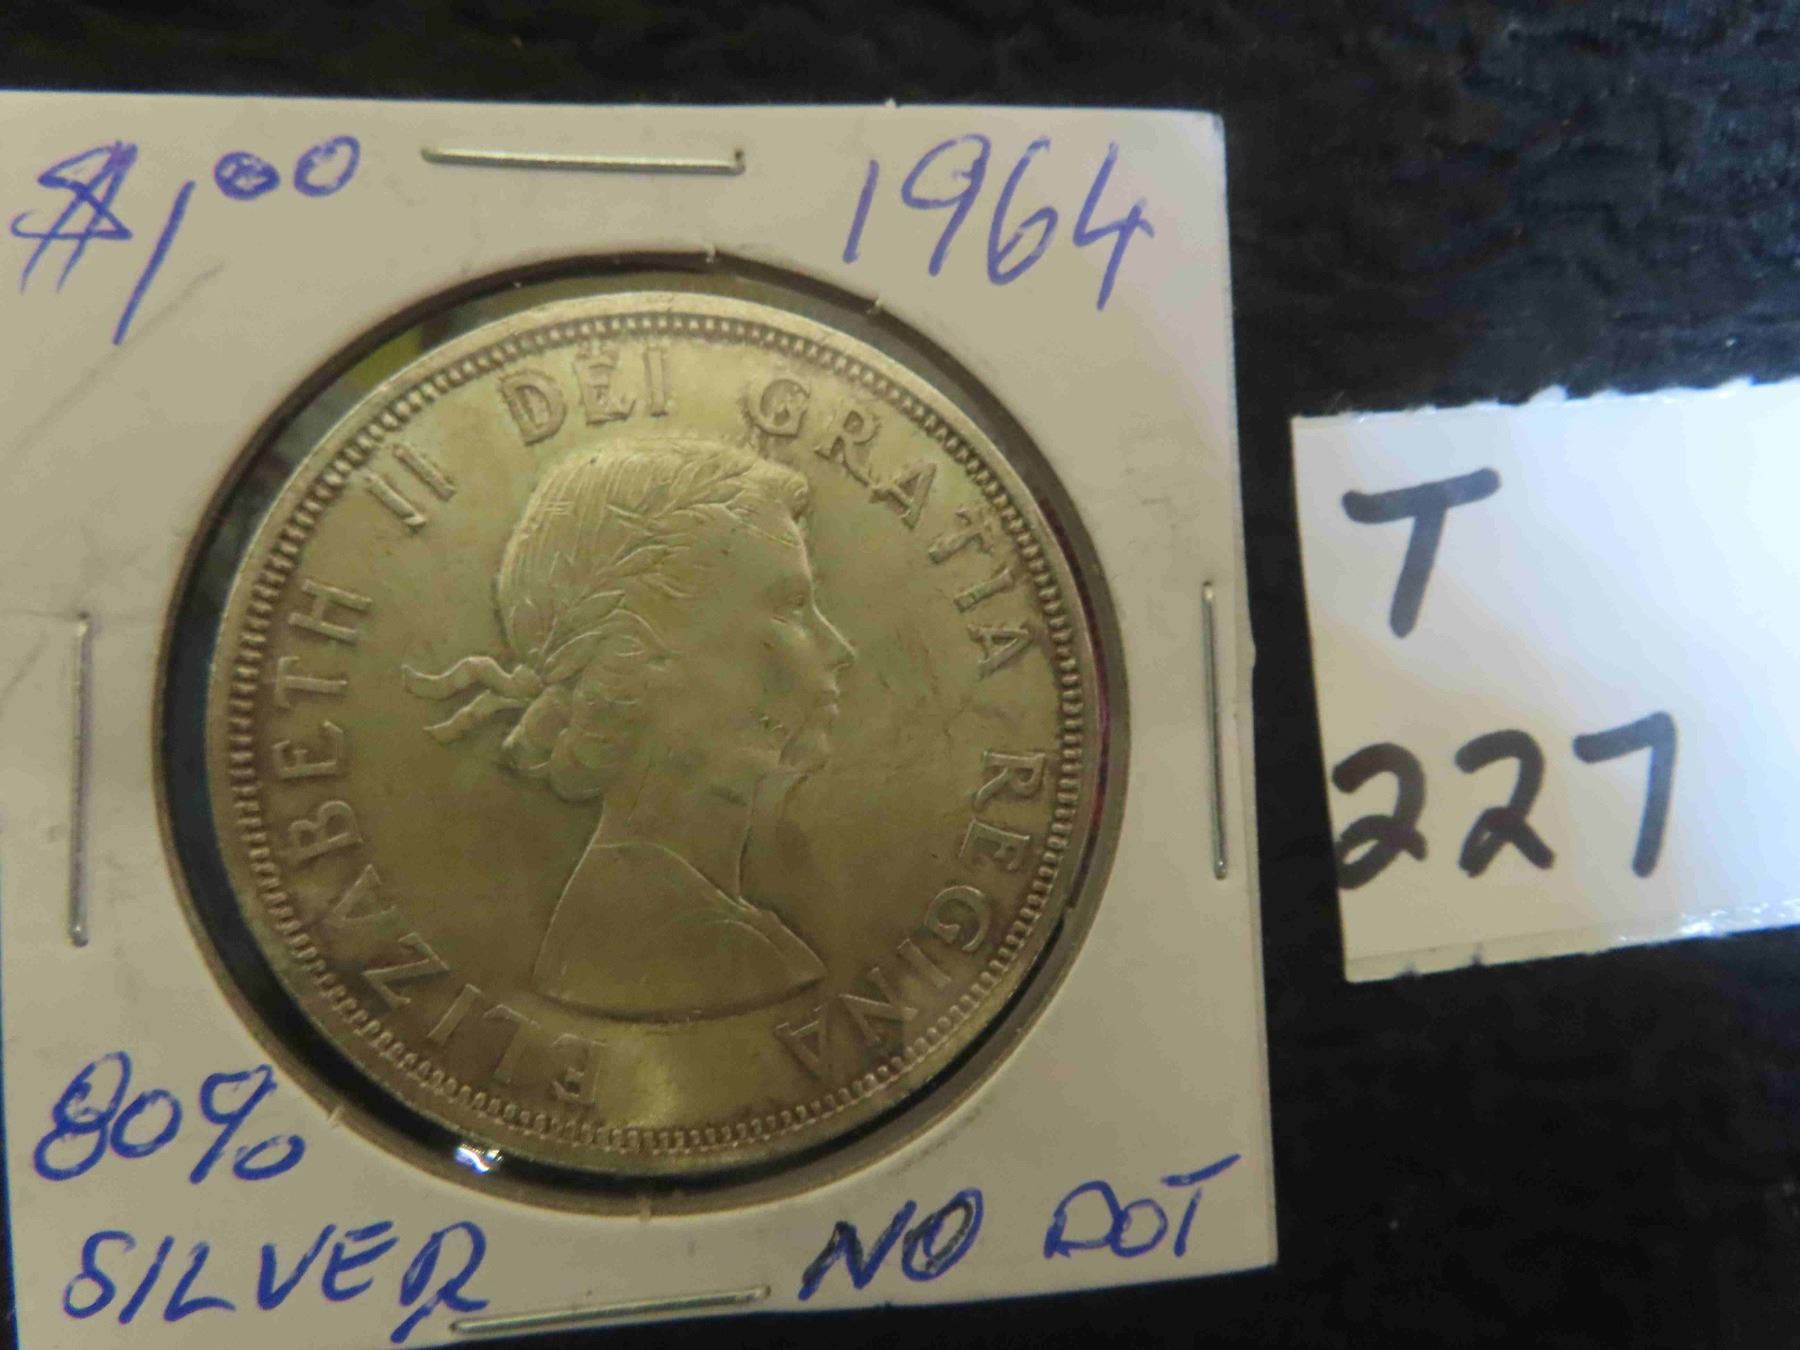 $1.00 1964
ELIZABETH II DEI GRATIA REGINA
80%
SILVER
NO DOT
T
227